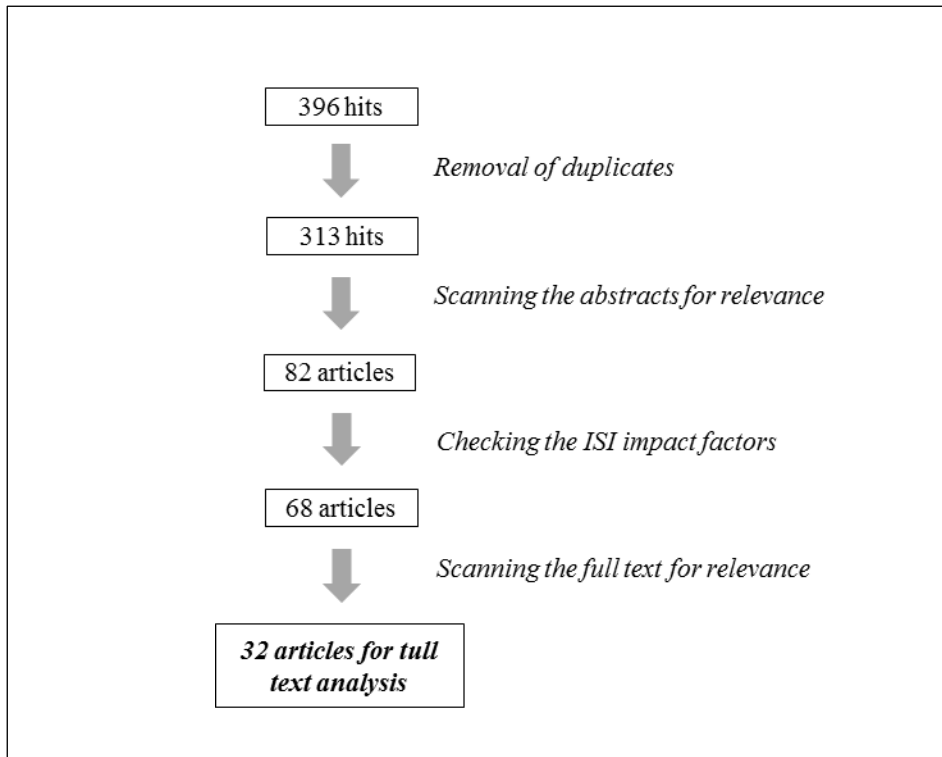 396 hits
Removal of duplicates
313 hits
Scanning the abstracts for relevance
82 articles
Checking the ISI impact factors
68 articles
Scanning the full text for relevance
32 articles for tull
text analysis